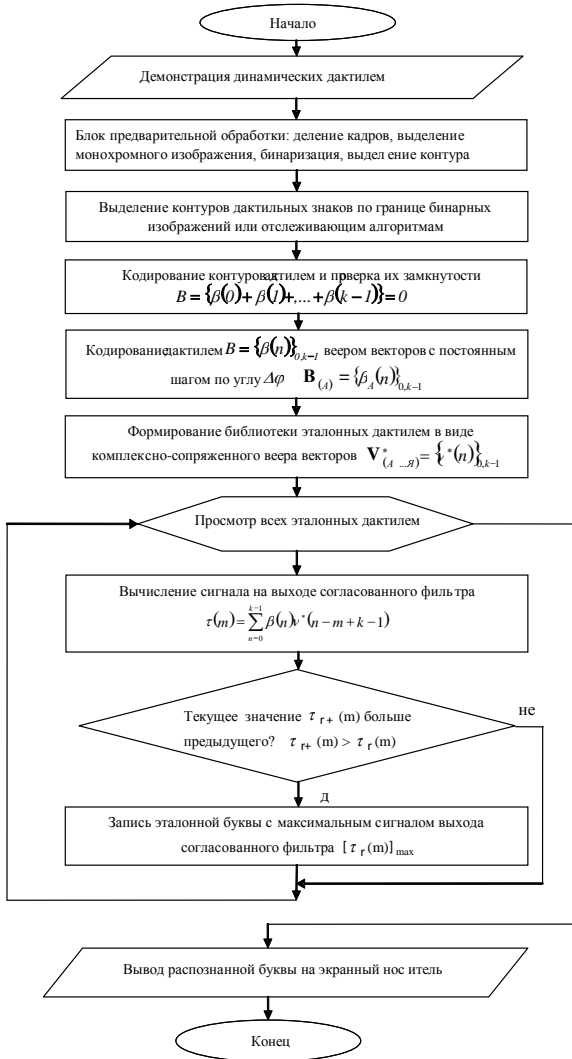 Начало
Демонстрация динамических дактилем
Блок предварительной обработки: деление кадров, выделение
монохромного изображения, бинаризация, выдел ение контура
Выделение контуров дактильных знаков по границе бинарных
изображений или отслеживающим алгоритмам
Кодирование контуров дактилем и проверка их замкнутости
B = {β(0)+ β(1)+,...+ β(k−1)}= 0
Кодирование дактилем B = {β(n)}0,k−1 веером векторов с постоянным
шагом по углу Δφ B(A) = {βA(n)}0,k−1
Формирование библиотеки эталонных дактилем в виде
комплексно-сопряженного веера векторов V*(А ...Я) = {ν*(n)}0,k−1
Просмотр всех эталонных дактилем
Вычисление сигнала на выходе согласованного фильтра
τ(m)= ∑ n=0 k−1 β(n)ν*(n−m+k−1)
Текущее значение τ r+ (m) больше
предыдущего? τ r+ (m) > τ r (m)
не
д
Запись эталонной буквы с максимальным сигналом выхода
согласованного фильтра [ τ r (m)] max
Вывод распознанной буквы на экранный нос итель
Конец